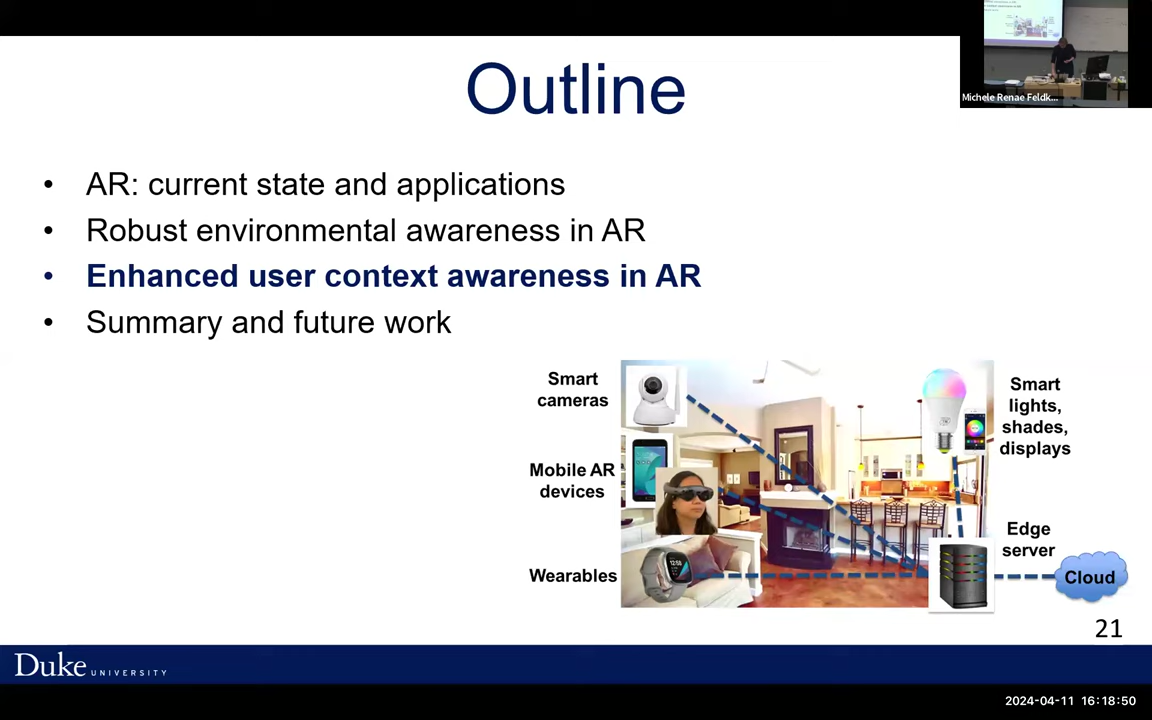 Outline
Michele Renae Feldk...
• AR: current state and applications
• Robust environmental awareness in AR
• Enhanced user context awareness in AR
• Summary and future work
Smart
cameras
Mobile AR
devices
Wearables
Smart
lights,
shades,
displays
Edge
server
Cloud
21
Duke UNIVERSITY
2024-04-11 16:18:50